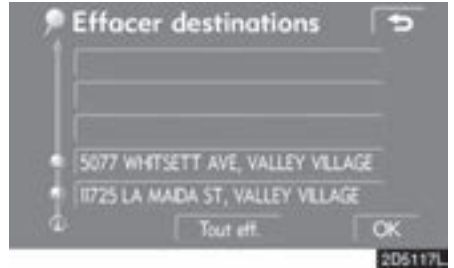 Effacer destinations
5077 WHITSETT AVE, VALLEY VILLAGE
11725 LA MAIDA ST, VALLEY VILLAGE
Tout eff.
OK
2D5117L